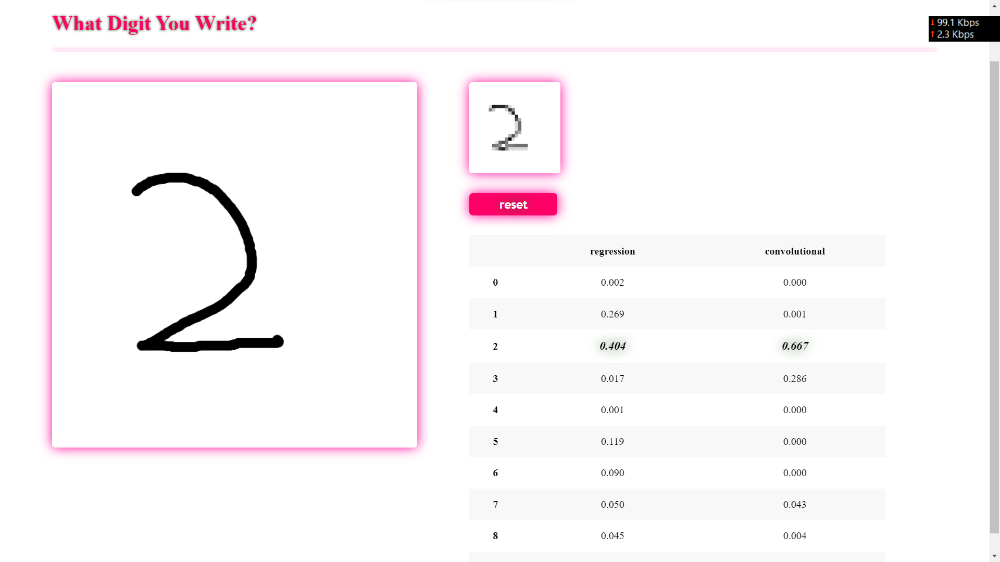 What Digit You Write?
↓ 99.1 Kbps
↑ 2.3 Kbps
2
2
reset
regression convolutional
0 0.002 0.000
1 0.269 0.001
2 0.404 0.667
3 0.017 0.286
4 0.001 0.000
5 0.119 0.000
6 0.090 0.000
7 0.050 0.043
8 0.045 0.004